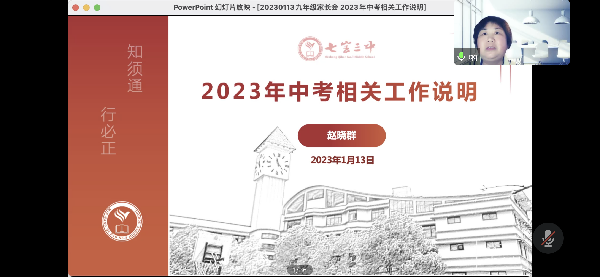 PowerPoint 幻灯片放映 - [20230113九年级家长会 2023年中考相关工作说明]
知须通
行必正
七宝三中
2023年中考相关工作说明
赵晓群
2023年1月13日